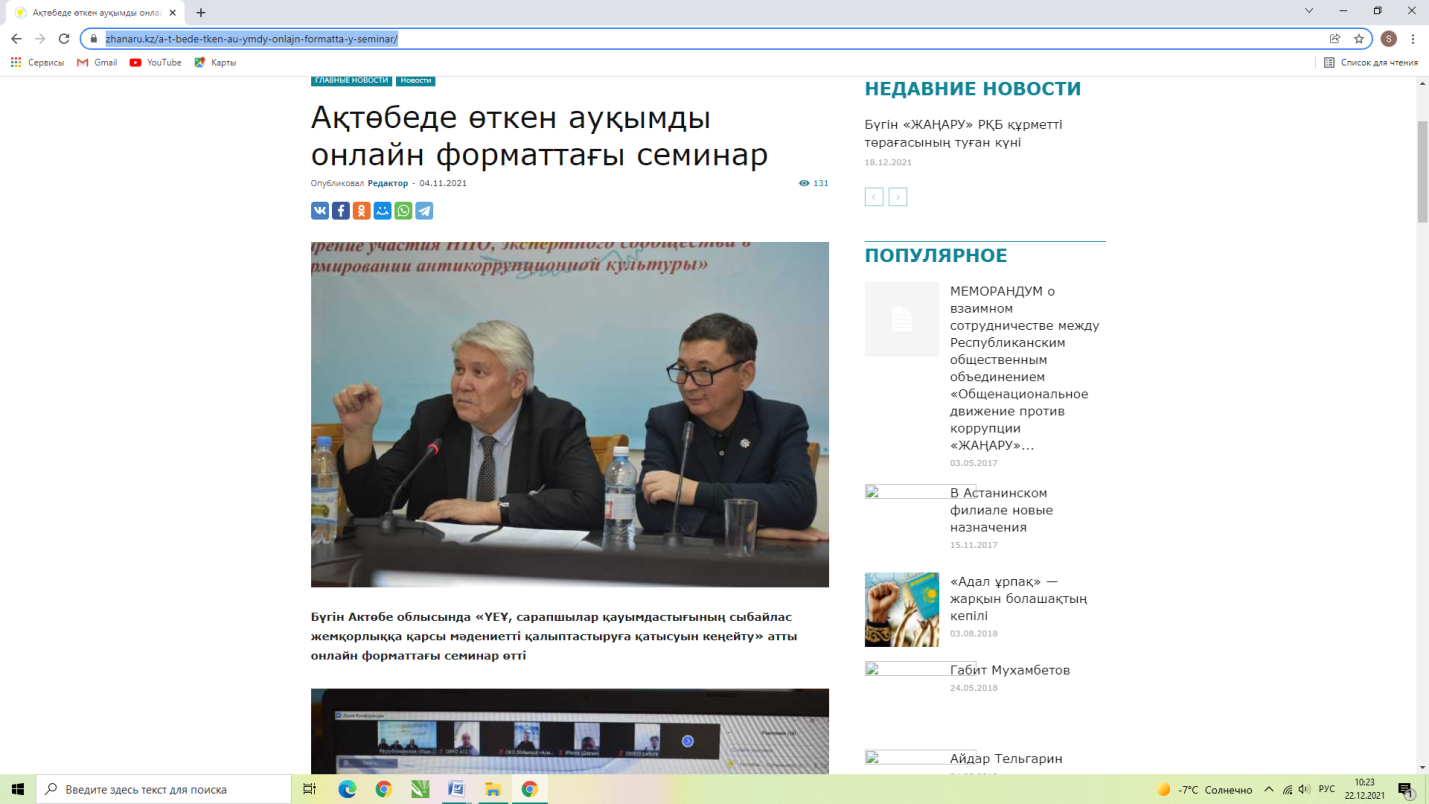 Ақтөбеде өткен ауқымды онлай
zhanaru.kz/a-t-bede-tken-au-ymdy-onlajn-formatta-y-seminar/
S
Сервисы Gmail YouTube Карты Список для чтения
ГЛАВНЫЕ НОВОСТИ Новости
Ақтөбеде өткен ауқымды
онлайн форматтағы семинар
Опубликовал Редактор - 04.11.2021 131
рение участия НПО, экспертного сообщества в
рмировании антикоррупционной культуры»
Бүгін Актөбе облысында «ҮЕҰ, сарапшылар қауымдастығының сыбайлас
жемқорлыққа қарсы мәдениетті қалыптастыруға қатысуын кеңейту» атты
онлайн форматтағы семинар өтті
НЕДАВНИЕ НОВОСТИ
Бүгін «ЖАҢАРУ» РҚБ құрметті
төрағасының туған күні
18.12.2021
ПОПУЛЯРНОЕ
МЕМОРАНДУМ о
взаимном
сотрудничестве между
Республиканским
общественным
объединением
«Общенациональное
движение против
коррупции
«ЖАҢАРУ»...
03.05.2017
В Астанинском
филиале новые
назначения
15.11.2017
«Адал ұрпақ» —
жарқын болашақтың
кепілі
03.08.2018
Габит Мухамбетов
24.05.2018
Айдар Тельгарин
Введите здесь текст для поиска
-7°C Солнечно
РУС
10:23
22.12.2021
1